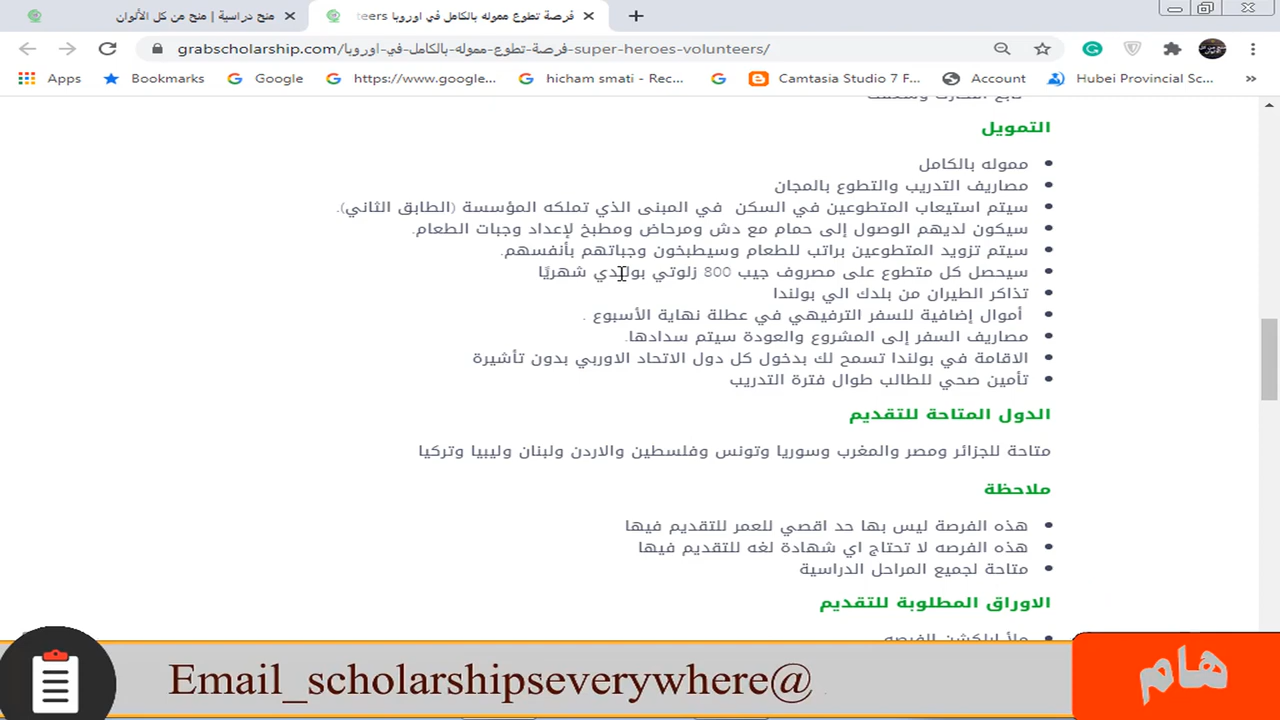 منح دراسية | منح من كل الألوان
فرصة تطوع مموله بالكامل في اوروبا teers
grabscholarship.com/فرصة-تطوع-مموله-بالكامل-في-اوروبا-super-heroes-volunteers/
Apps Bookmarks Google https://www.google... hicham smati - Rec... Camtasia Studio 7 F... Account Hubei Provincial Sc... »
التمويل
مموله بالكامل
مصاريف التدريب والتطوع بالمجان
سيتم استيعاب المتطوعين في السكن في المبنى الذي تملكه المؤسسة (الطابق الثاني).
سيكون لديهم الوصول إلى حمام مع دش ومرحاض ومطبخ لإعداد وجبات الطعام.
سيتم تزويد المتطوعين براتب للطعام وسيطبخون وجباتهم بأنفسهم.
سيحصل كل متطوع على مصروف جيب 800 زلوتي بولندي شهريًا
تذاكر الطيران من بلدك الي بولندا
أموال إضافية للسفر الترفيهي في عطلة نهاية الأسبوع .
مصاريف السفر إلى المشروع والعودة سيتم سدادها.
الاقامة في بولندا تسمح لك بدخول كل دول الاتحاد الاوربي بدون تأشيرة
تأمين صحي للطالب طوال فترة التدريب
الدول المتاحة للتقديم
متاحة للجزائر ومصر والمغرب وسوريا وتونس وفلسطين والاردن ولبنان وليبيا وتركيا
ملاحظة
هذه الفرصة ليس بها حد اقصي للعمر للتقديم فيها
هذه الفرصه لا تحتاج اي شهادة لغه للتقديم فيها
متاحة لجميع المراحل الدراسية
الاوراق المطلوبة للتقديم
Email_scholarshipseverywhere@
هام